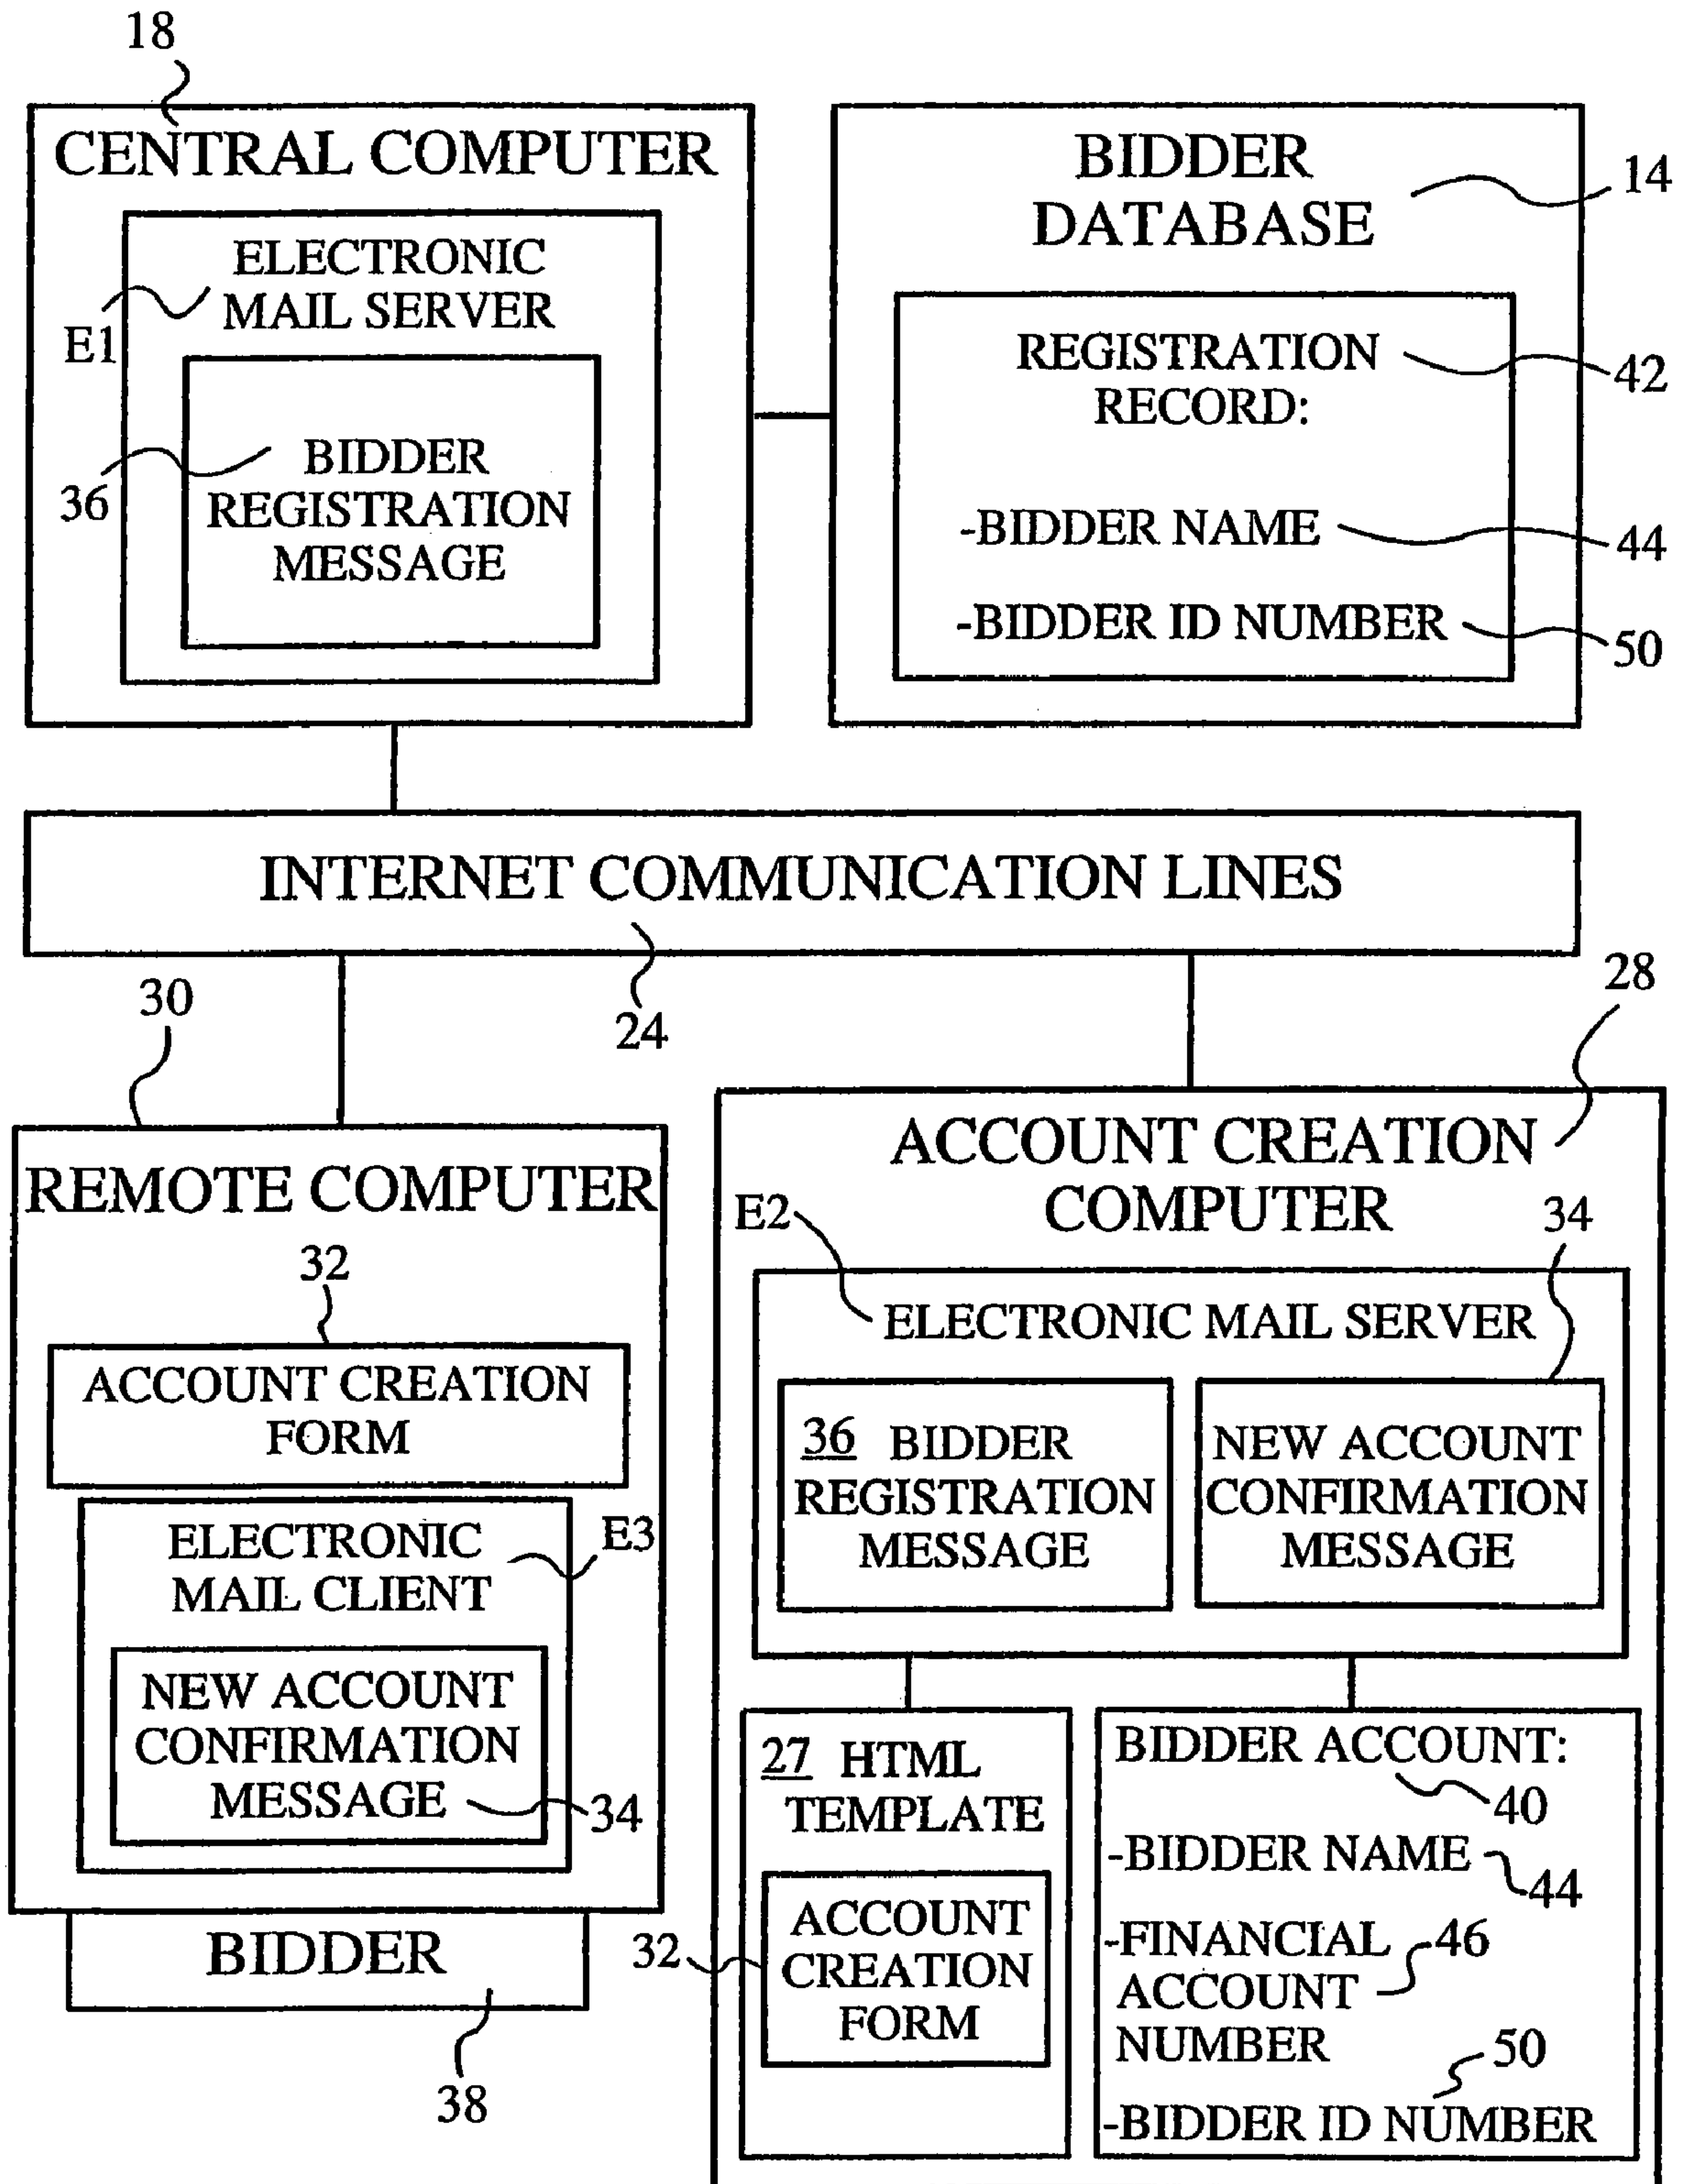 18
CENTRAL COMPUTER
ELECTRONIC
MAIL SERVER
E1
BIDDER
REGISTRATION
MESSAGE
36
BIDDER
DATABASE
14
REGISTRATION
RECORD:
42
-BIDDER NAME
44
-BIDDER ID NUMBER
50
INTERNET COMMUNICATION LINES
24
30
REMOTE COMPUTER
32
ACCOUNT CREATION
FORM
ELECTRONIC
MAIL CLIENT
E3
NEW ACCOUNT
CONFIRMATION
MESSAGE
34
BIDDER
38
28
ACCOUNT CREATION
COMPUTER
E2
34
ELECTRONIC MAIL SERVER
36 BIDDER
REGISTRATION
MESSAGE
NEW ACCOUNT
CONFIRMATION
MESSAGE
27 HTML
TEMPLATE
32
ACCOUNT
CREATION
FORM
BIDDER ACCOUNT:
40
-BIDDER NAME
44
-FINANCIAL
ACCOUNT
NUMBER
46
50
-BIDDER ID NUMBER